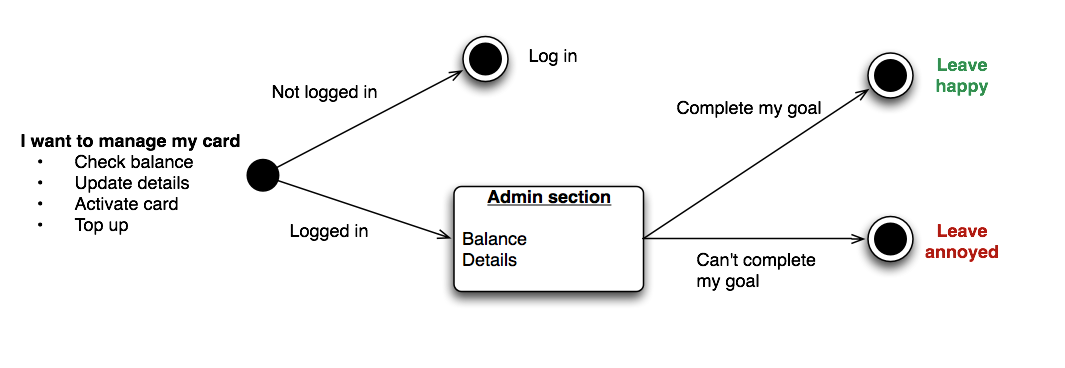 I want to manage my card
• Check balance
• Update details
• Activate card
• Top up
Not logged in
Log in
Logged in
Admin section
Balance
Details
Complete my goal
Leave
happy
Can't complete
my goal
Leave
annoyed